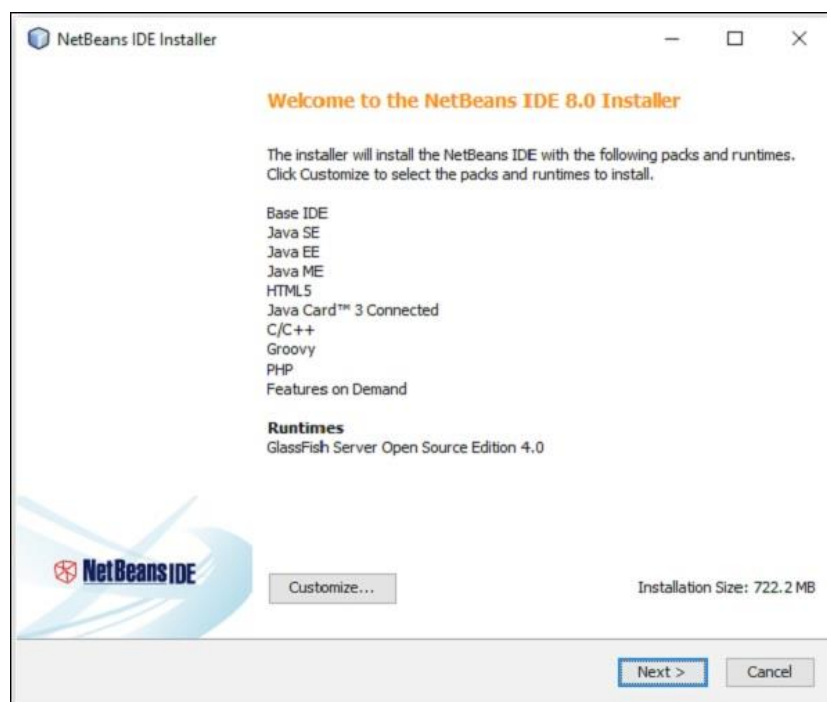 NetBeans IDE Installer
Welcome to the NetBeans IDE 8.0 Installer
The installer will install the NetBeans IDE with the following packs and runtimes.
Click Customize to select the packs and runtimes to install.
Base IDE
Java SE
Java EE
Java ME
HTML5
Java Card™ 3 Connected
C/C++
Groovy
PHP
Features on Demand
Runtimes
GlassFish Server Open Source Edition 4.0
NetBeans IDE
Customize...
Installation Size: 722.2 MB
Next >
Cancel